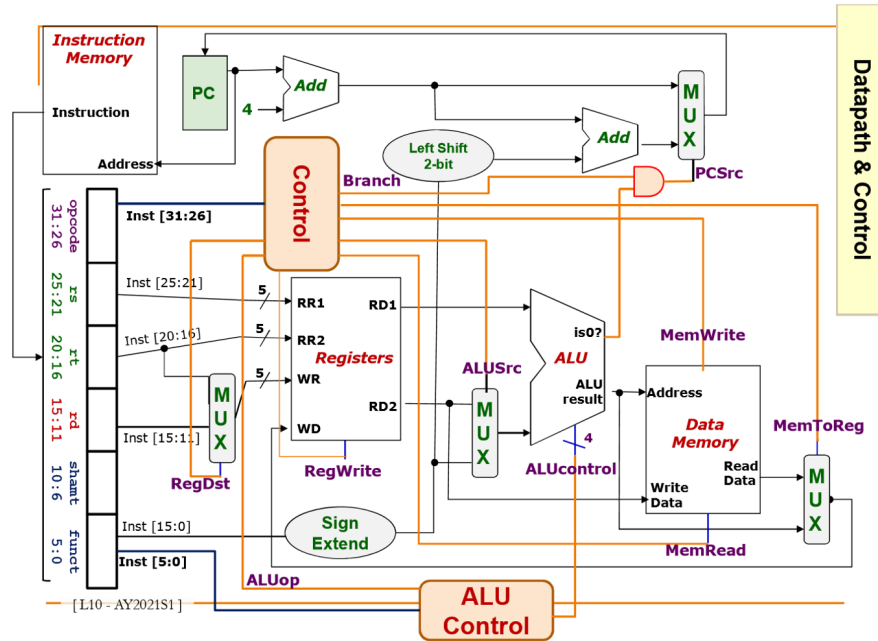 Instruction
Memory
Instruction
Address
PC
4
Add
Left Shift
2-bit
Add
MUX
PCSrc
Datapath & Control
Control
Branch
opcode
31:26
Inst [31:26]
rs
25:21
Inst [25:21]
5
RR1
RD1
rt
20:16
Inst [20:16]
5
RR2
Registers
5
WR
RD2
WD
rd
15:11
Inst [15:11]
MUX
RegDst
RegWrite
ALUSrc
MUX
is0?
ALU
ALU
result
4
ALUcontrol
MemWrite
Address
Data
Memory
Read
Data
Write
Data
MemRead
MemToReg
MUX
shamt
10:6
funct
5:0
Inst [15:0]
Sign
Extend
Inst [5:0]
ALUop
ALU
Control
[ L10 - AY2021S1 ]